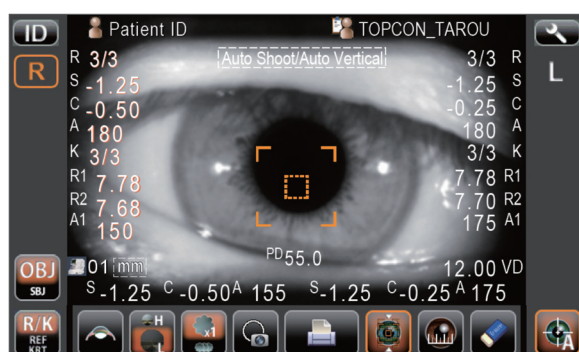 ID Patient ID TOPCON_TAROU
R 3/3 Auto Shoot/Auto Vertical 3/3 R
R L
S -1.25 -1.25 S
C -0.50 -0.25 C
A 180 180 A
K 3/3 3/3 K
R1 7.78 7.78 R1
R2 7.68 7.70 R2
A1 150 175 A1
PD55.0
OBJ 01 mm 12.00 VD
SBJ
S -1.25 C -0.50 A 155 S -1.25 C -0.25 A 175
R/K H x1 A
REF L
KRT